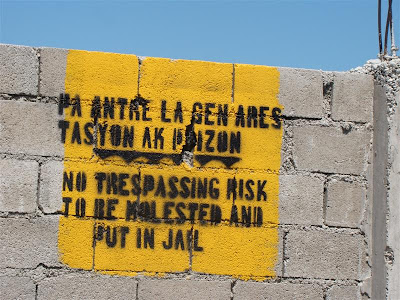 PA ANTRE LA GEN ARES
TASYON AK PRIZON
NO TRESPASSING RISK
TO BE MOLESTED AND
PUT IN JAIL